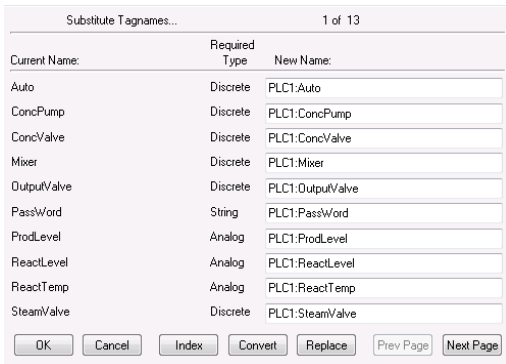 Substitute Tagnames... 1 of 13
Required
Current Name: Type New Name:
Auto Discrete PLC1:Auto
ConcPump Discrete PLC1:ConcPump
ConcValve Discrete PLC1:ConcValve
Mixer Discrete PLC1:Mixer
OutputValve Discrete PLC1:OutputValve
PassWord String PLC1:PassWord
ProdLevel Analog PLC1:ProdLevel
ReactLevel Analog PLC1:ReactLevel
ReactTemp Analog PLC1:ReactTemp
SteamValve Discrete PLC1:SteamValve
OK Cancel Index Convert Replace Prev Page Next Page